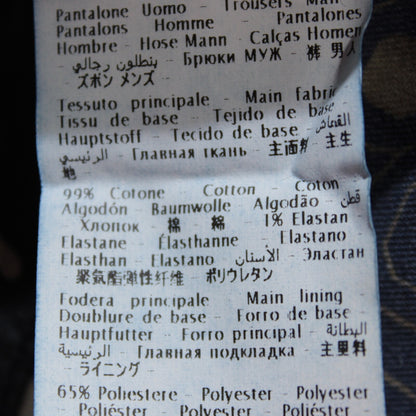 Pantalone Uomo - Trousers Man
Pantalons Homme - Pantalones
Hombre - Hose Mann - Calças Homem
بنطلون رجالي - Брюки МУЖ - 裤 男人
ズボン メンズ -
Tessuto principale - Main fabric
Tissu de base - Tejido de base
Hauptstoff - Tecido de base - القماش
الرئيسي - Главная ткань - 主面料 - 主生
地
99% Cotone - Cotton - Coton
Algodón - Baumwolle - Algodão - قطن
- Хлопок - 棉 - 綿 1% Elastan -
Elastane - Élasthanne - Elastano
Elasthan - Elastano - الأستان - Эластан
聚氨酯弹性纤维 - ポリウレタン
Fodera principale - Main lining
Doublure de base - Forro de base
Hauptfutter - Forro principal - البطانة
الرئيسية - Главная подкладка - 主里料
- ライニング -
65% Poliestere - Polyester - Polyester
- Poliéster - Polyester - Poliéster